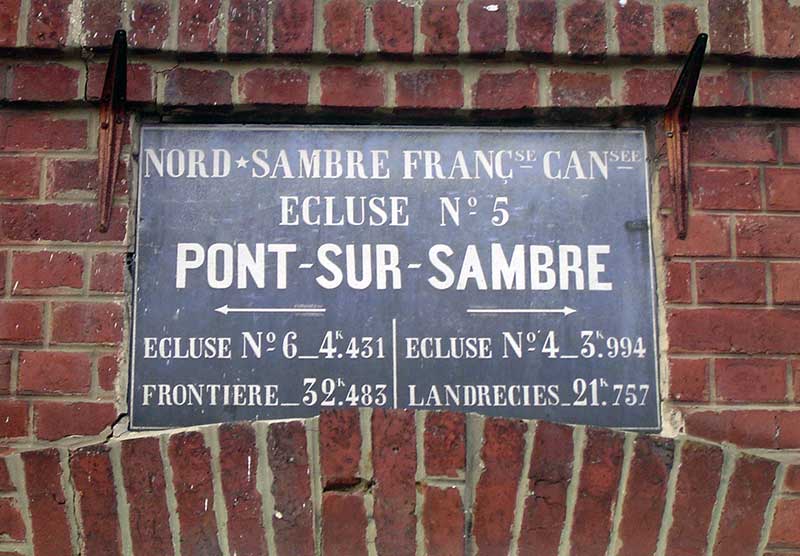 NORD★SAMBRE FRANÇSE CANSÉE
ECLUSE No 5
PONT-SUR-SAMBRE
ECLUSE No 6_4K.431
FRONTIÈRE_32K.483
ECLUSE No 4_3K.994
LANDRECIES_21K.757